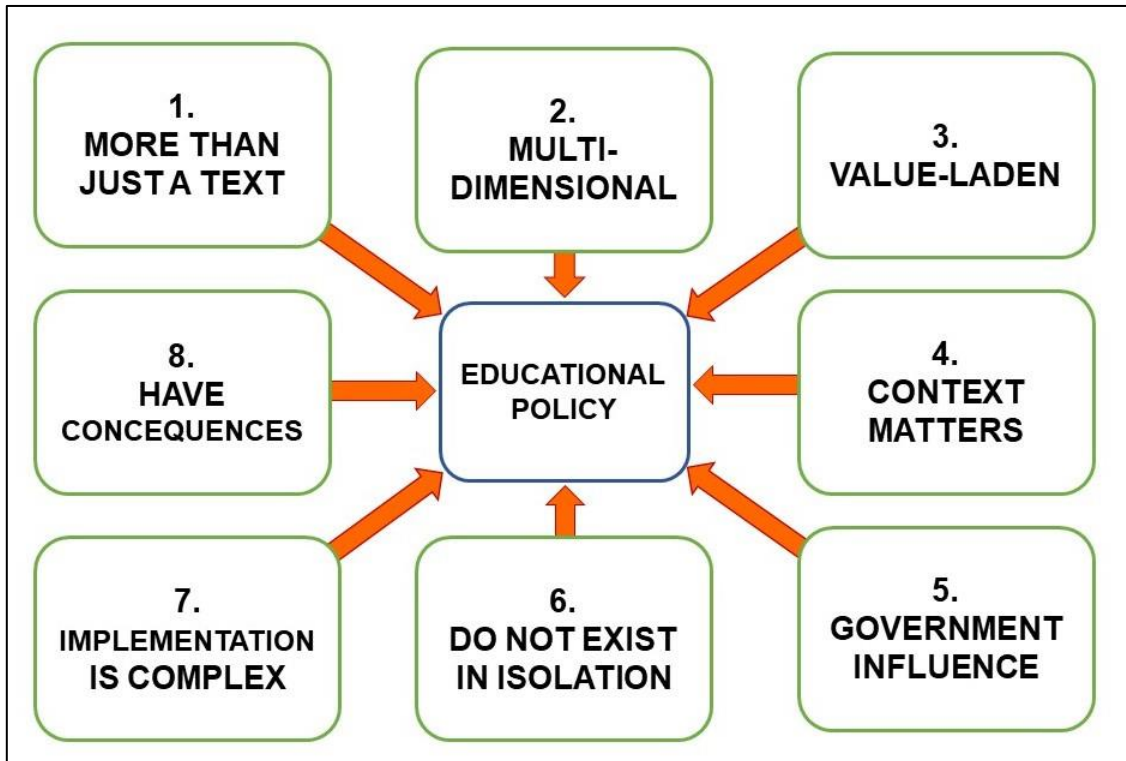 1.
MORE THAN
JUST A TEXT
2.
MULTI-
DIMENSIONAL
3.
VALUE-LADEN
8.
HAVE
CONCEQUENCES
EDUCATIONAL
POLICY
4.
CONTEXT
MATTERS
7.
IMPLEMENTATION
IS COMPLEX
6.
DO NOT EXIST
IN ISOLATION
5.
GOVERNMENT
INFLUENCE